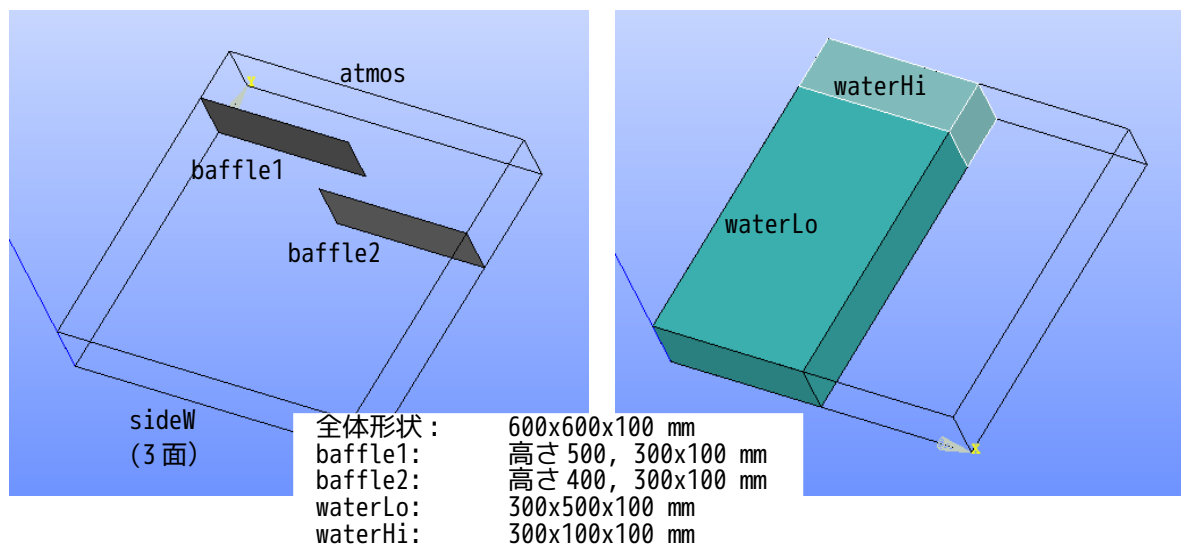 atmos
Y
baffle1
baffle2
sideW
(3面)
waterHi
waterLo
X
全体形状: 600x600x100 mm
baffle1: 高さ500, 300x100 mm
baffle2: 高さ400, 300x100 mm
waterLo: 300x500x100 mm
waterHi: 300x100x100 mm